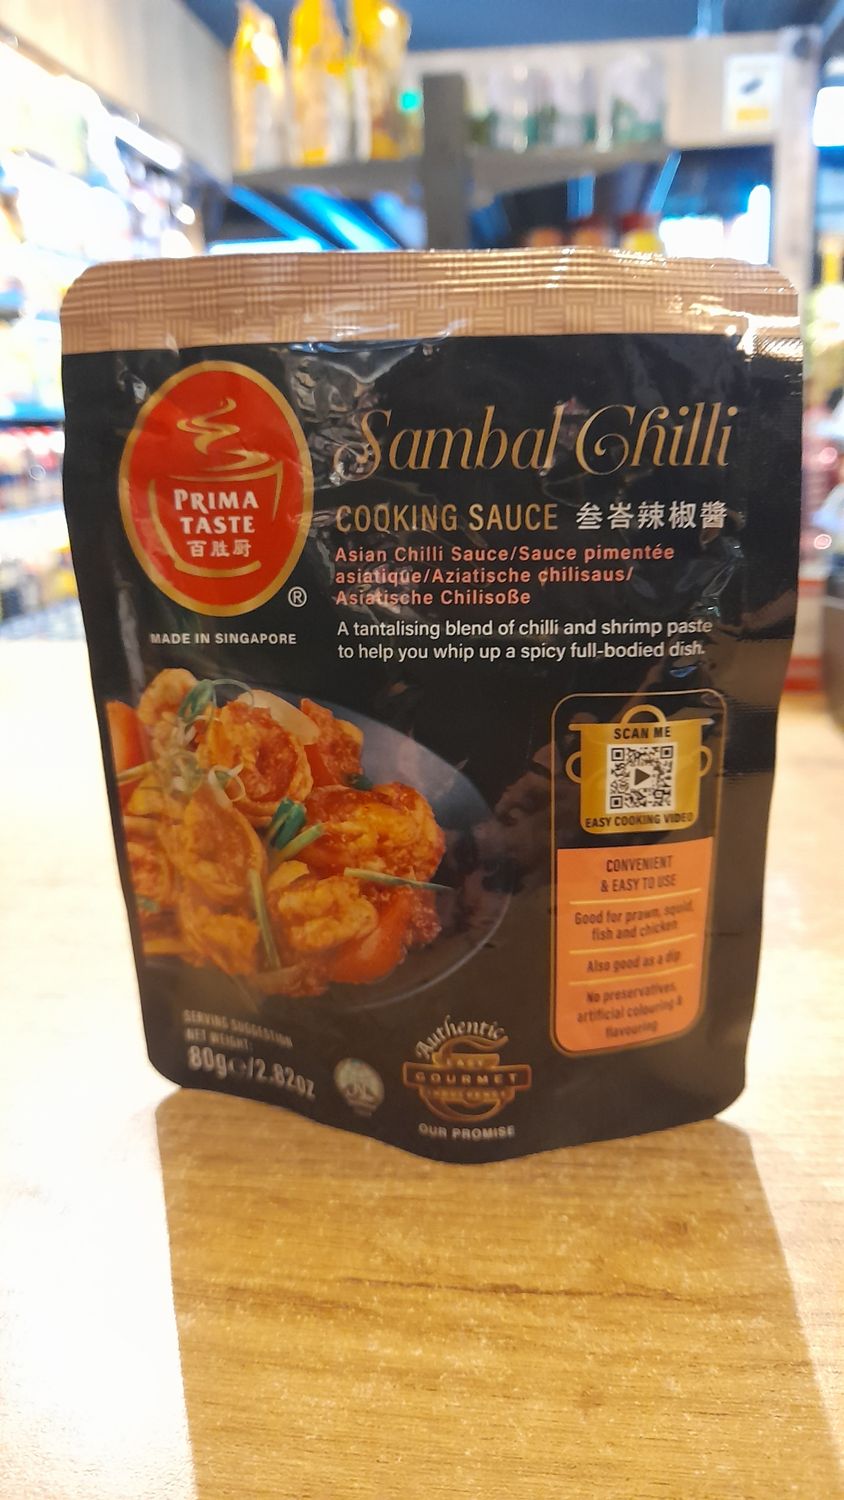 PRIMA
TASTE
百胜厨
®
MADE IN SINGAPORE
Sambal Chilli
COOKING SAUCE 叁峇辣椒醬
Asian Chilli Sauce/Sauce pimentée
asiatique/Aziatische chilisaus/
Asiatische Chilisoße
A tantalising blend of chilli and shrimp paste
to help you whip up a spicy full-bodied dish.
SCAN ME
EASY COOKING VIDEO
CONVENIENT
& EASY TO USE
Good for prawn, squid,
fish and chicken
Also good as a dip
No preservatives,
artificial colouring &
flavouring
SERVING SUGGESTION
NET WEIGHT:
80g℮/2.82oz
Authentic
EASY
GOURMET
OUR PROMISE